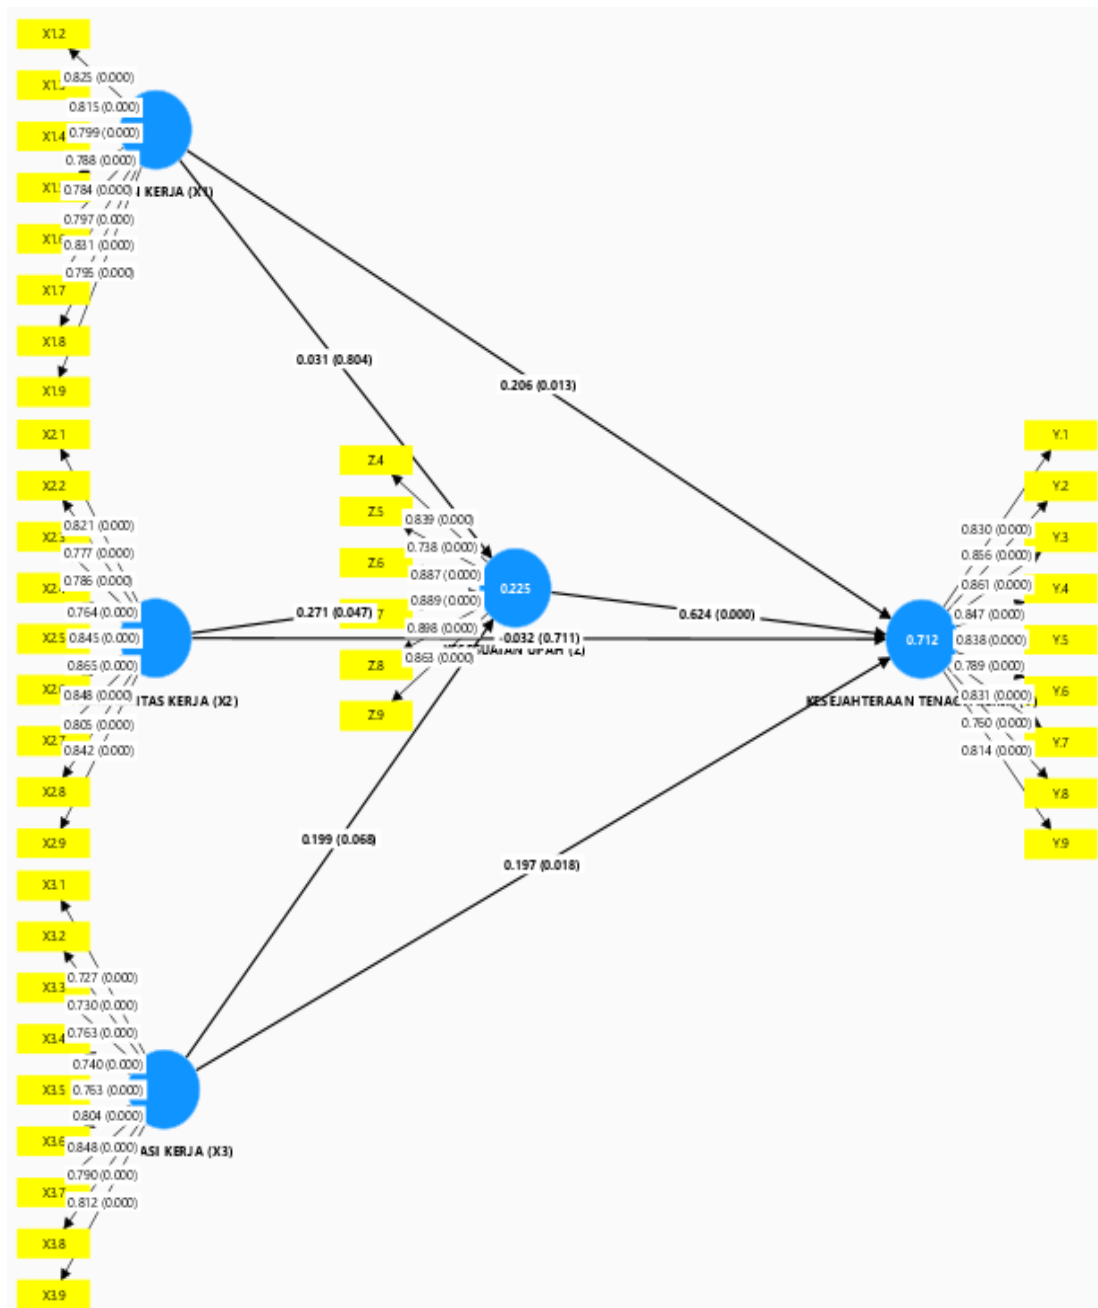 X1.2
X1.3
X1.4
X1.5
X1.6
X1.7
X1.8
X1.9
0.825 (0.000)
0.815 (0.000)
0.799 (0.000)
0.788 (0.000)
0.784 (0.000)
0.797 (0.000)
0.831 (0.000)
0.795 (0.000)
KERJA (X1)
0.031 (0.804)
0.206 (0.013)
X2.1
X2.2
X2.3
X2.4
X2.5
X2.6
X2.7
X2.8
X2.9
0.821 (0.000)
0.777 (0.000)
0.786 (0.000)
0.764 (0.000)
0.845 (0.000)
0.865 (0.000)
0.848 (0.000)
0.805 (0.000)
0.842 (0.000)
ITAS KERJA (X2)
0.271 (0.047)
Z.4
Z.5
Z.6
7
Z.8
Z.9
0.839 (0.000)
0.738 (0.000)
0.887 (0.000)
0.889 (0.000)
0.898 (0.000)
0.863 (0.000)
0.225
0.624 (0.000)
-0.032 (0.711)
UPAH (Z)
0.712
KESEJAHTERAAN
0.830 (0.000)
0.856 (0.000)
0.861 (0.000)
0.847 (0.000)
0.838 (0.000)
0.789 (0.000)
0.831 (0.000)
0.760 (0.000)
0.814 (0.000)
Y.1
Y.2
Y.3
Y.4
Y.5
Y.6
Y.7
Y.8
Y.9
0.199 (0.068)
0.197 (0.018)
X3.1
X3.2
X3.3
X3.4
X3.5
X3.6
X3.7
X3.8
X3.9
0.727 (0.000)
0.730 (0.000)
0.763 (0.000)
0.740 (0.000)
0.763 (0.000)
0.804 (0.000)
0.848 (0.000)
0.790 (0.000)
0.812 (0.000)
ASI KERJA (X3)